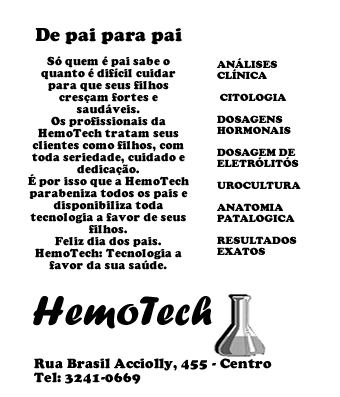 De pai para pai
Só quem é pai sabe o
quanto é difícil cuidar
para que seus filhos
cresçam fortes e
saudáveis.
Os profissionais da
HemoTech tratam seus
clientes como filhos, com
toda seriedade, cuidado e
dedicação.
É por isso que a HemoTech
parabeniza todos os pais e
disponibiliza toda
tecnologia a favor de seus
filhos.
Feliz dia dos pais.
HemoTech: Tecnologia a
favor da sua saúde.
ANÁLISES
CLÍNICA
CITOLOGIA
DOSAGENS
HORMONAIS
DOSAGEM DE
ELETRÓLITÓS
UROCULTURA
ANATOMIA
PATALOGICA
RESULTADOS
EXATOS
HemoTech
Rua Brasil Acciolly, 455 - Centro
Tel: 3241-0669